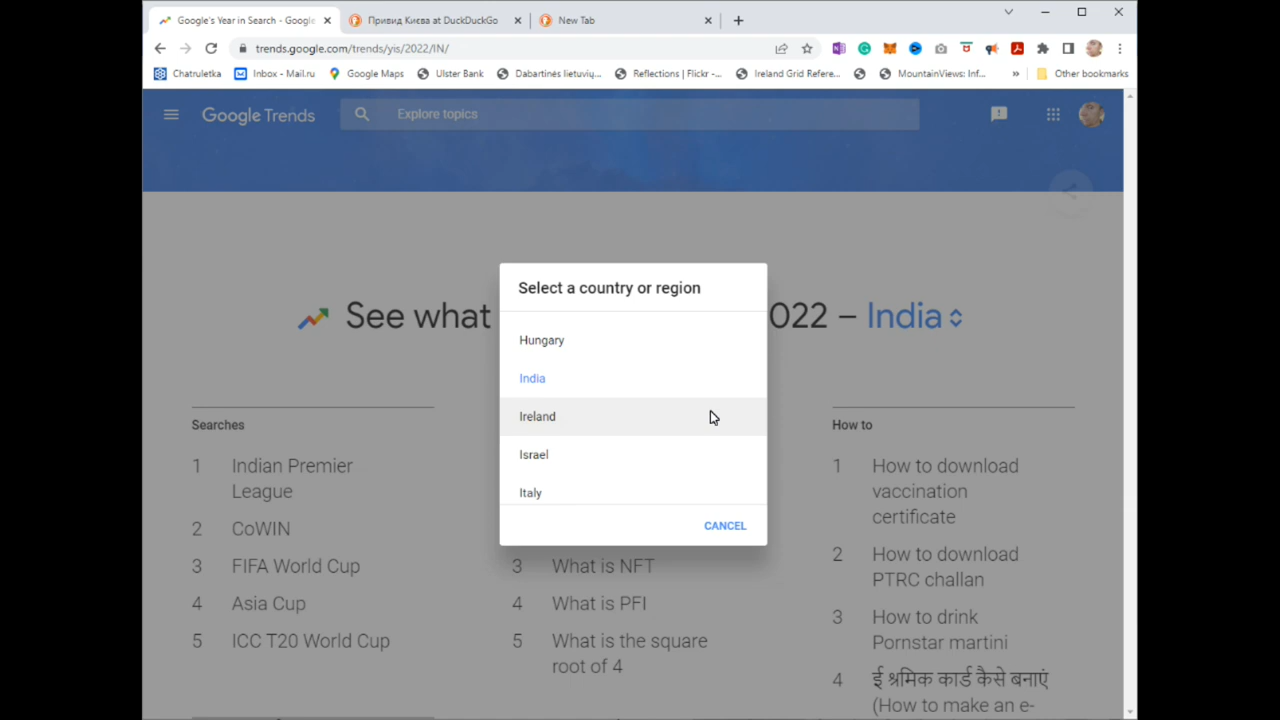 Google's Year in Search - Google
Привид Києва at DuckDuckGo
New Tab
trends.google.com/trends/yis/2022/IN/
Chatruletka
Inbox - Mail.ru
Google Maps
Ulster Bank
Dabartinės lietuvių...
Reflections | Flickr -...
Ireland Grid Refere...
MountainViews: Inf...
»
Other bookmarks
Google Trends
Explore topics
See what
022 – India
Select a country or region
Hungary
India
Ireland
Israel
Italy
CANCEL
Searches
1 Indian Premier
League
2 CoWIN
3 FIFA World Cup
4 Asia Cup
5 ICC T20 World Cup
3 What is NFT
4 What is PFI
5 What is the square
root of 4
How to
1 How to download
vaccination
certificate
2 How to download
PTRC challan
3 How to drink
Pornstar martini
4 ई श्रमिक कार्ड कैसे बनाएं
(How to make an e-